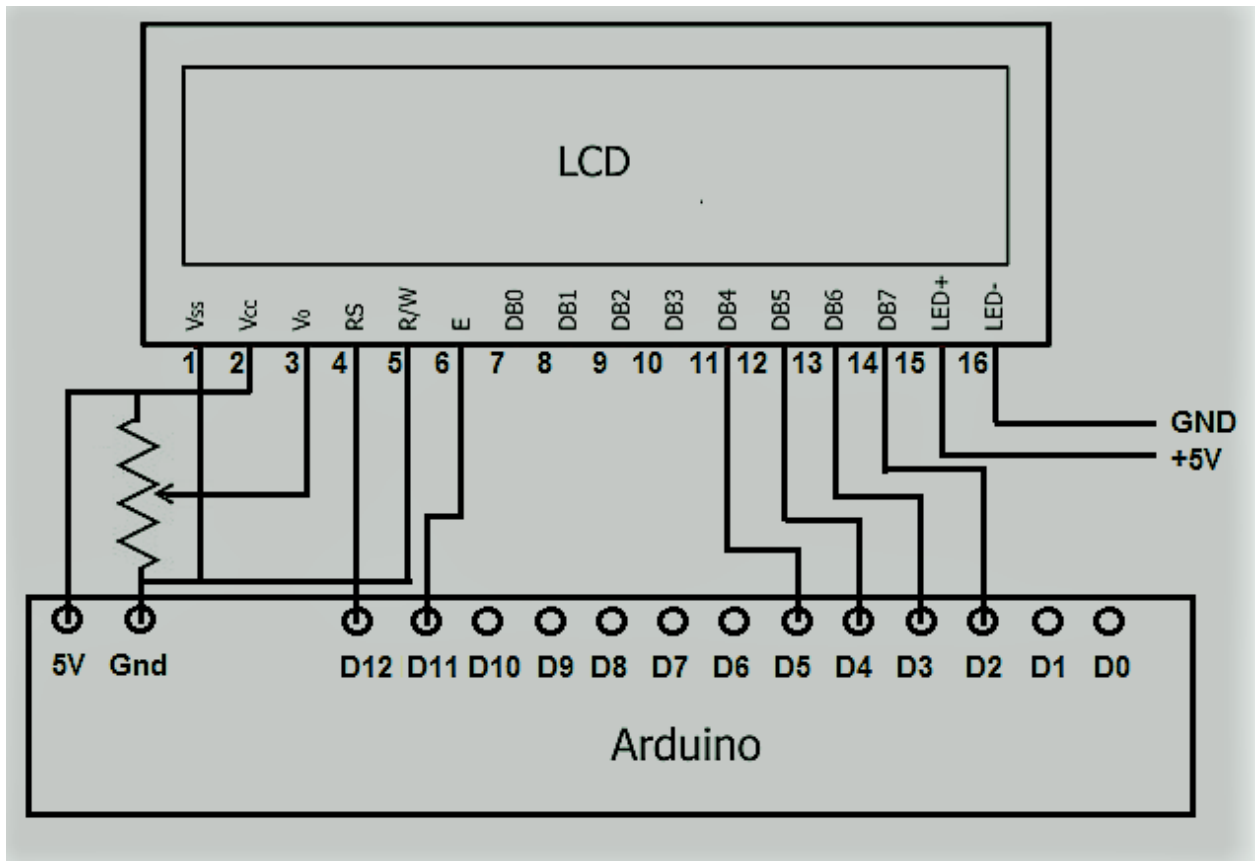 LCD
Vss Vcc Vo RS R/W E DB0 DB1 DB2 DB3 DB4 DB5 DB6 DB7 LED+ LED-
1 2 3 4 5 6 7 8 9 10 11 12 13 14 15 16
GND
+5V
5V Gnd D12 D11 D10 D9 D8 D7 D6 D5 D4 D3 D2 D1 D0
Arduino